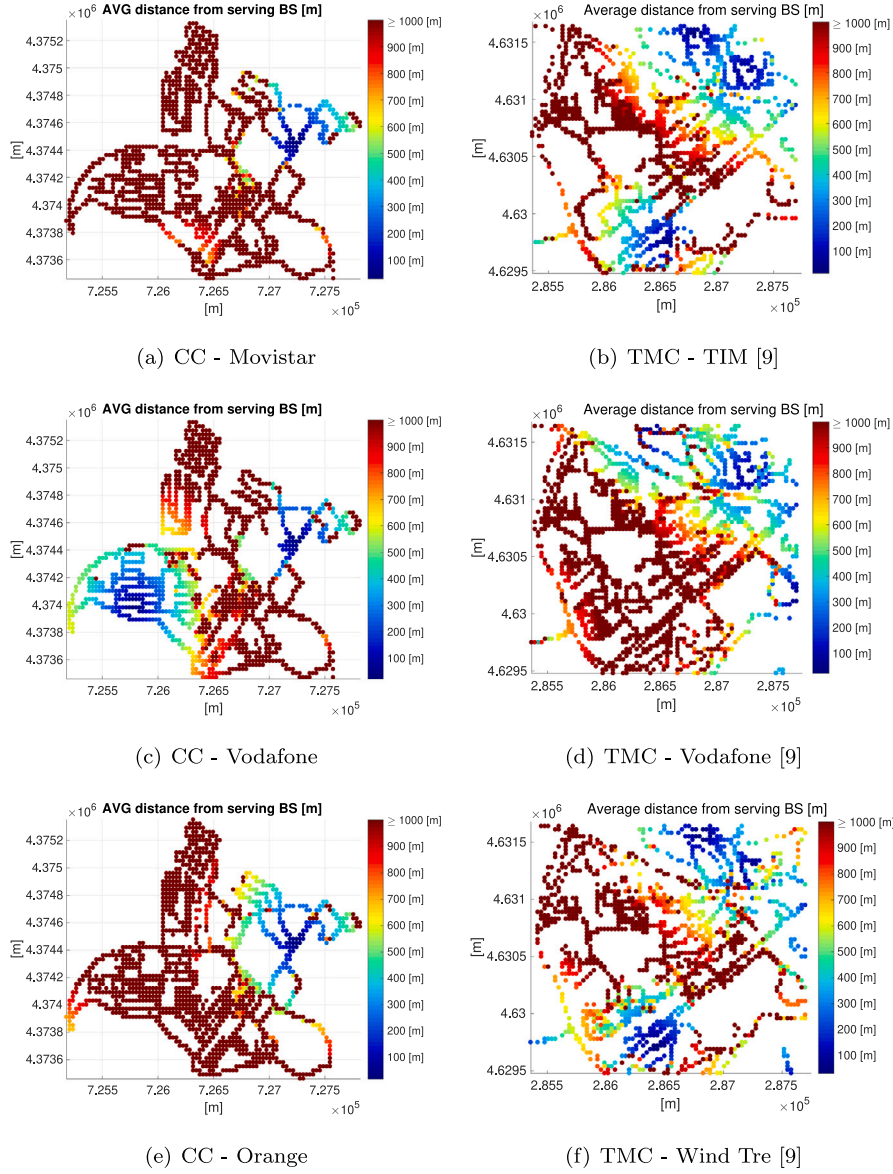 AVG distance from serving BS [m]
× 10⁶
4.3752
4.375
4.3748
4.3746
4.3744
4.3742
4.374
4.3738
4.3736
[m]
7.255
7.26
7.265
7.27
7.275
[m]
× 10⁵
≥ 1000 [m]
900 [m]
800 [m]
700 [m]
600 [m]
500 [m]
400 [m]
300 [m]
200 [m]
100 [m]
(a) CC - Movistar
Average distance from serving BS [m]
× 10⁶
4.6315
4.631
4.6305
4.63
4.6295
[m]
2.855
2.86
2.865
2.87
2.875
[m]
× 10⁵
≥ 1000 [m]
900 [m]
800 [m]
700 [m]
600 [m]
500 [m]
400 [m]
300 [m]
200 [m]
100 [m]
(b) TMC - TIM [9]
AVG distance from serving BS [m]
× 10⁶
4.3752
4.375
4.3748
4.3746
4.3744
4.3742
4.374
4.3738
4.3736
[m]
7.255
7.26
7.265
7.27
7.275
[m]
× 10⁵
≥ 1000 [m]
900 [m]
800 [m]
700 [m]
600 [m]
500 [m]
400 [m]
300 [m]
200 [m]
100 [m]
(c) CC - Vodafone
Average distance from serving BS [m]
× 10⁶
4.6315
4.631
4.6305
4.63
4.6295
[m]
2.855
2.86
2.865
2.87
2.875
[m]
× 10⁵
≥ 1000 [m]
900 [m]
800 [m]
700 [m]
600 [m]
500 [m]
400 [m]
300 [m]
200 [m]
100 [m]
(d) TMC - Vodafone [9]
AVG distance from serving BS [m]
× 10⁶
4.3752
4.375
4.3748
4.3746
4.3744
4.3742
4.374
4.3738
4.3736
[m]
7.255
7.26
7.265
7.27
7.275
[m]
× 10⁵
≥ 1000 [m]
900 [m]
800 [m]
700 [m]
600 [m]
500 [m]
400 [m]
300 [m]
200 [m]
100 [m]
(e) CC - Orange
Average distance from serving BS [m]
× 10⁶
4.6315
4.631
4.6305
4.63
4.6295
[m]
2.855
2.86
2.865
2.87
2.875
[m]
× 10⁵
≥ 1000 [m]
900 [m]
800 [m]
700 [m]
600 [m]
500 [m]
400 [m]
300 [m]
200 [m]
100 [m]
(f) TMC - Wind Tre [9]